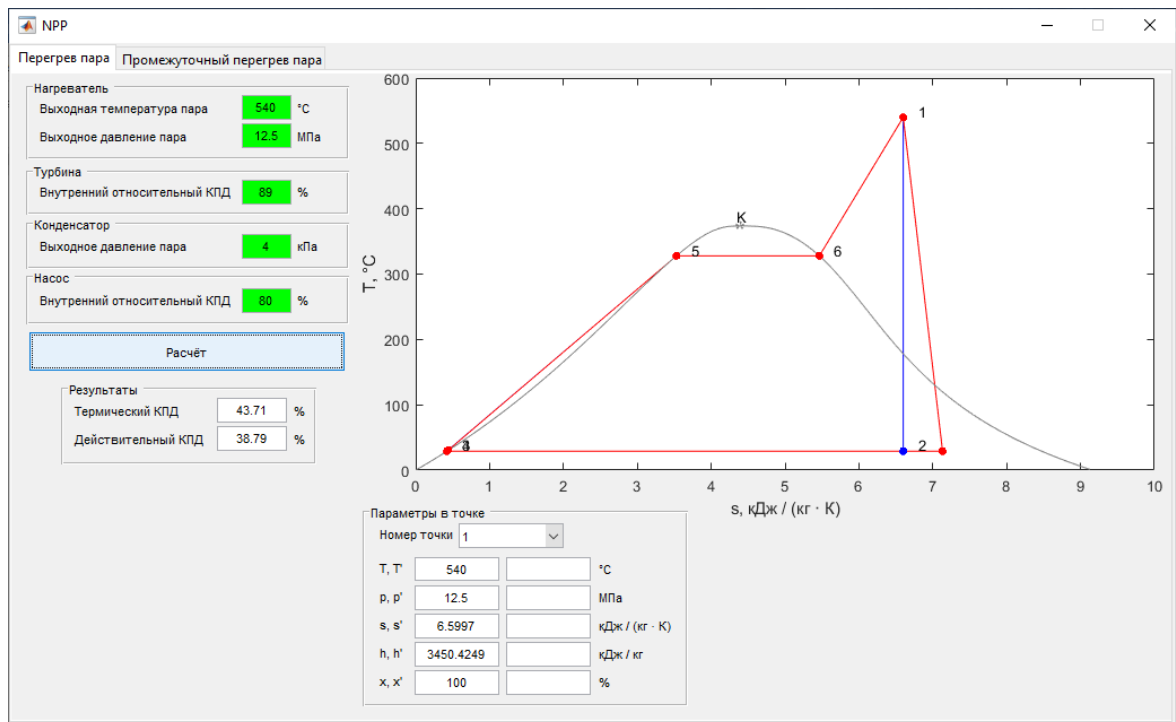 NPP
Перегрев пара Промежуточный перегрев пара
Нагреватель
Выходная температура пара 540 °C
Выходное давление пара 12.5 МПа
Турбина
Внутренний относительный КПД 89 %
Конденсатор
Выходное давление пара 4 кПа
Насос
Внутренний относительный КПД 80 %
Расчёт
Результаты
Термический КПД 43.71 %
Действительный КПД 38.79 %
600
500
400
300
200
100
0
T, °C
1
K
5
6
2
0 1 2 3 4 5 6 7 8 9 10
s, кДж / (кг · К)
Параметры в точке
Номер точки 1
T, T' 540 °C
p, p' 12.5 МПа
s, s' 6.5997 кДж / (кг · К)
h, h' 3450.4249 кДж / кг
x, x' 100 %